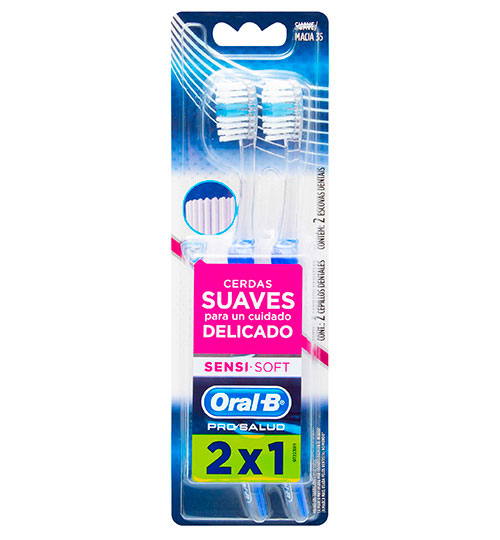 SUAVE/
MACIA 35
CONTÉM: 2 ESCOVAS DENTAIS
CONT.: 2 CEPILLOS DENTALES
CERDAS
SUAVES
para un cuidado
DELICADO
SENSI·SOFT
Oral-B®
PRO/SALUD
2x1